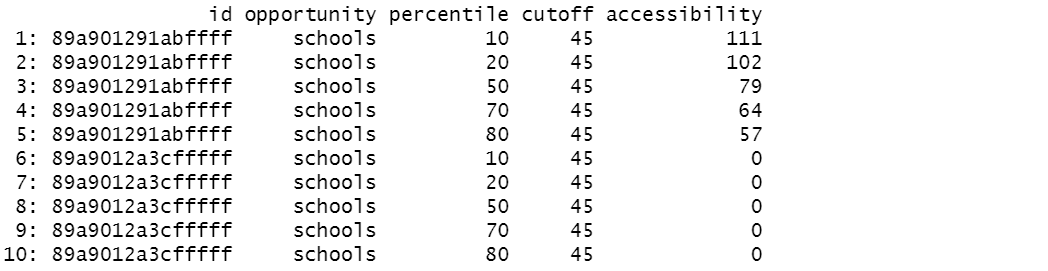 id opportunity percentile cutoff accessibility
1: 89a901291abffff schools 10 45 111
2: 89a901291abffff schools 20 45 102
3: 89a901291abffff schools 50 45 79
4: 89a901291abffff schools 70 45 64
5: 89a901291abffff schools 80 45 57
6: 89a9012a3cfffff schools 10 45 0
7: 89a9012a3cfffff schools 20 45 0
8: 89a9012a3cfffff schools 50 45 0
9: 89a9012a3cfffff schools 70 45 0
10: 89a9012a3cfffff schools 80 45 0